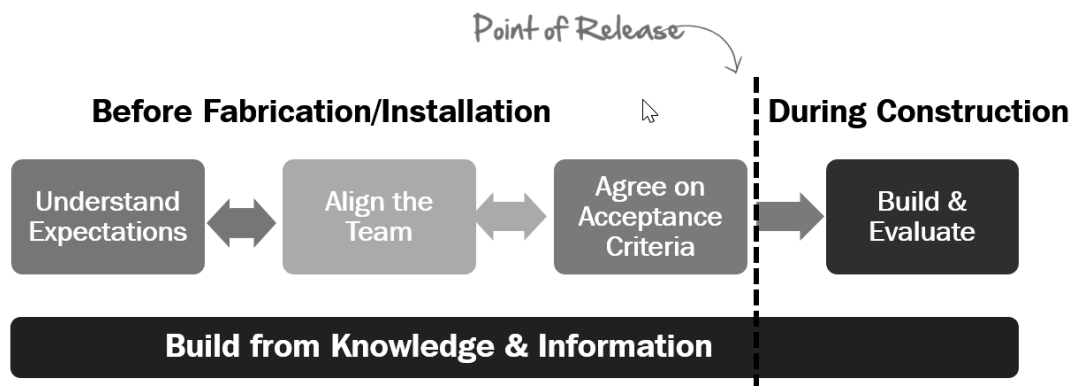 Point of Release
Before Fabrication/Installation
During Construction
Understand
Expectations
Align the
Team
Agree on
Acceptance
Criteria
Build &
Evaluate
Build from Knowledge & Information